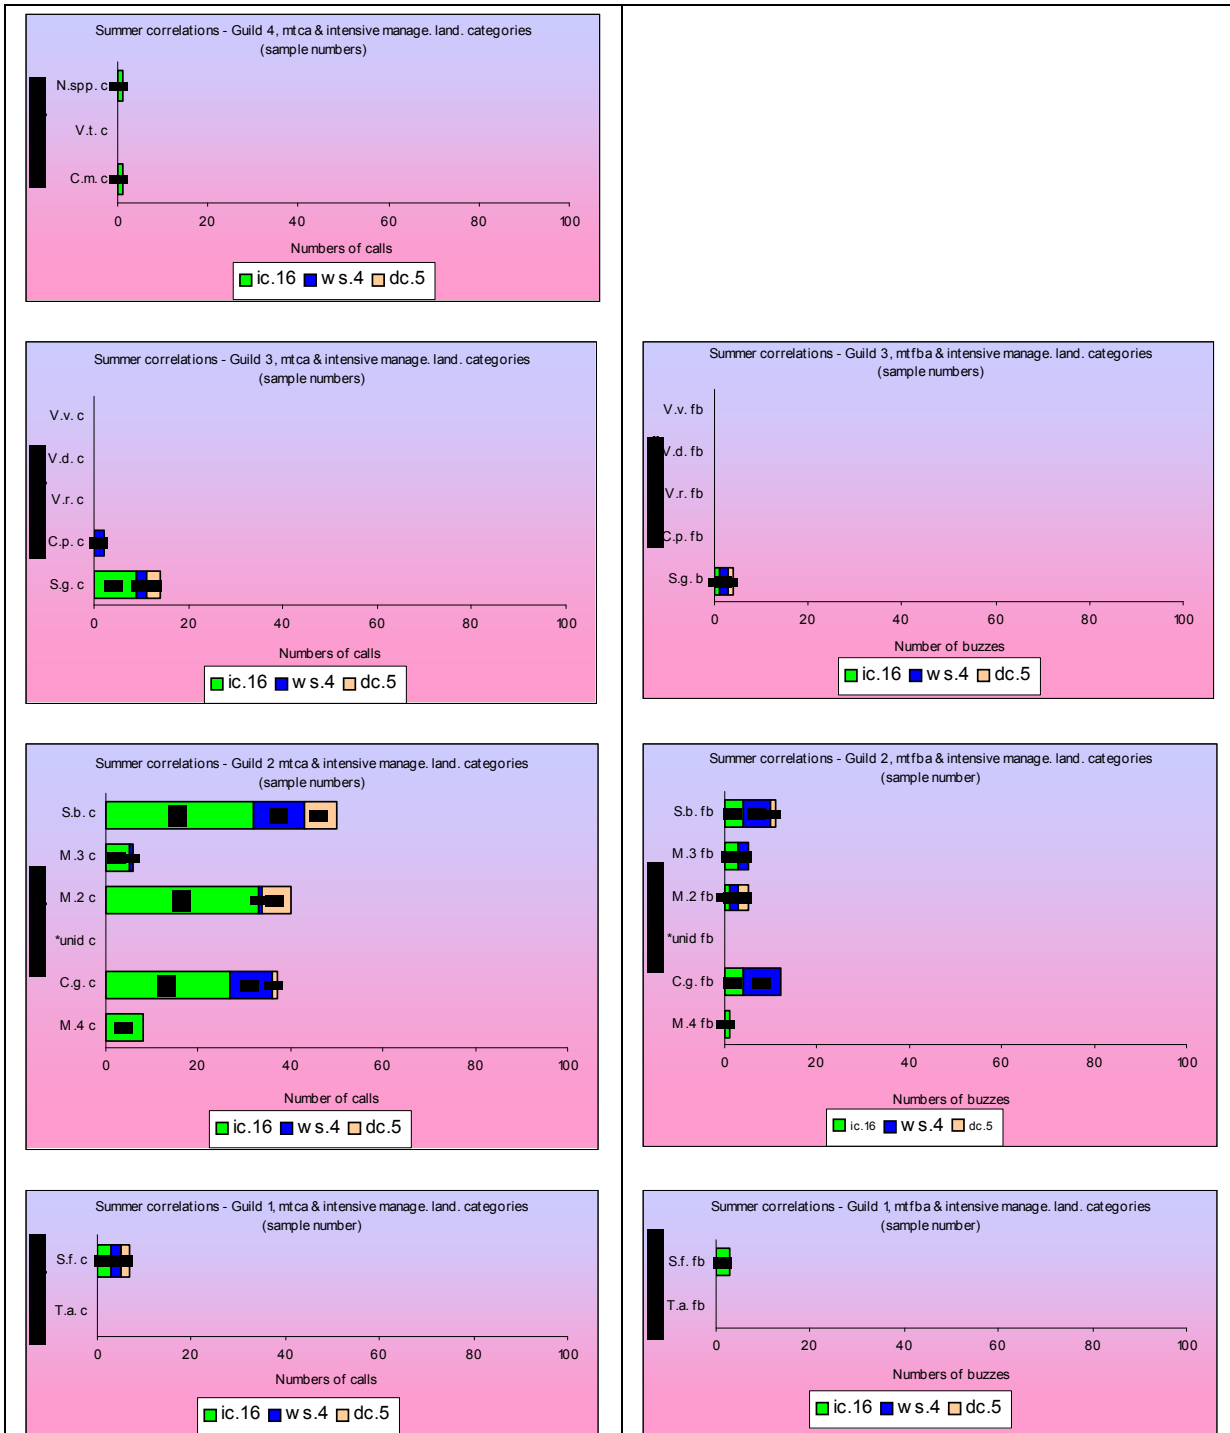 Summer correlations - Guild 4, mtca & intensive manage. land. categories
(sample numbers)
N.spp. c
V.t. c
C.m. c
0 20 40 60 80 100
Numbers of calls
ic.16 ws.4 dc.5
Summer correlations - Guild 3, mtca & intensive manage. land. categories
(sample numbers)
V.v. c
V.d. c
V.r. c
C.p. c
S.g. c
0 20 40 60 80 100
Numbers of calls
ic.16 ws.4 dc.5
Summer correlations - Guild 3, mtfba & intensive manage. land. categories
(sample numbers)
V.v. fb
V.d. fb
V.r. fb
C.p. fb
S.g. b
0 20 40 60 80 100
Number of buzzes
ic.16 ws.4 dc.5
Summer correlations - Guild 2 mtca & intensive manage. land. categories
(sample numbers)
S.b. c
M.3 c
M.2 c
*unid c
C.g. c
M.4 c
0 20 40 60 80 100
Number of calls
ic.16 ws.4 dc.5
Summer correlations - Guild 2, mtfba & intensive manage. land. categories
(sample number)
S.b. fb
M.3 fb
M.2 fb
*unid fb
C.g. fb
M.4 fb
0 20 40 60 80 100
Numbers of buzzes
ic.16 ws.4 dc.5
Summer correlations - Guild 1, mtca & intensive manage. land. categories
(sample number)
S.f. c
T.a. c
0 20 40 60 80 100
Numbers of calls
ic.16 ws.4 dc.5
Summer correlations - Guild 1, mtfba & intensive manage. land. categories
(sample number)
S.f. fb
T.a. fb
0 20 40 60 80 100
Numbers of buzzes
ic.16 ws.4 dc.5